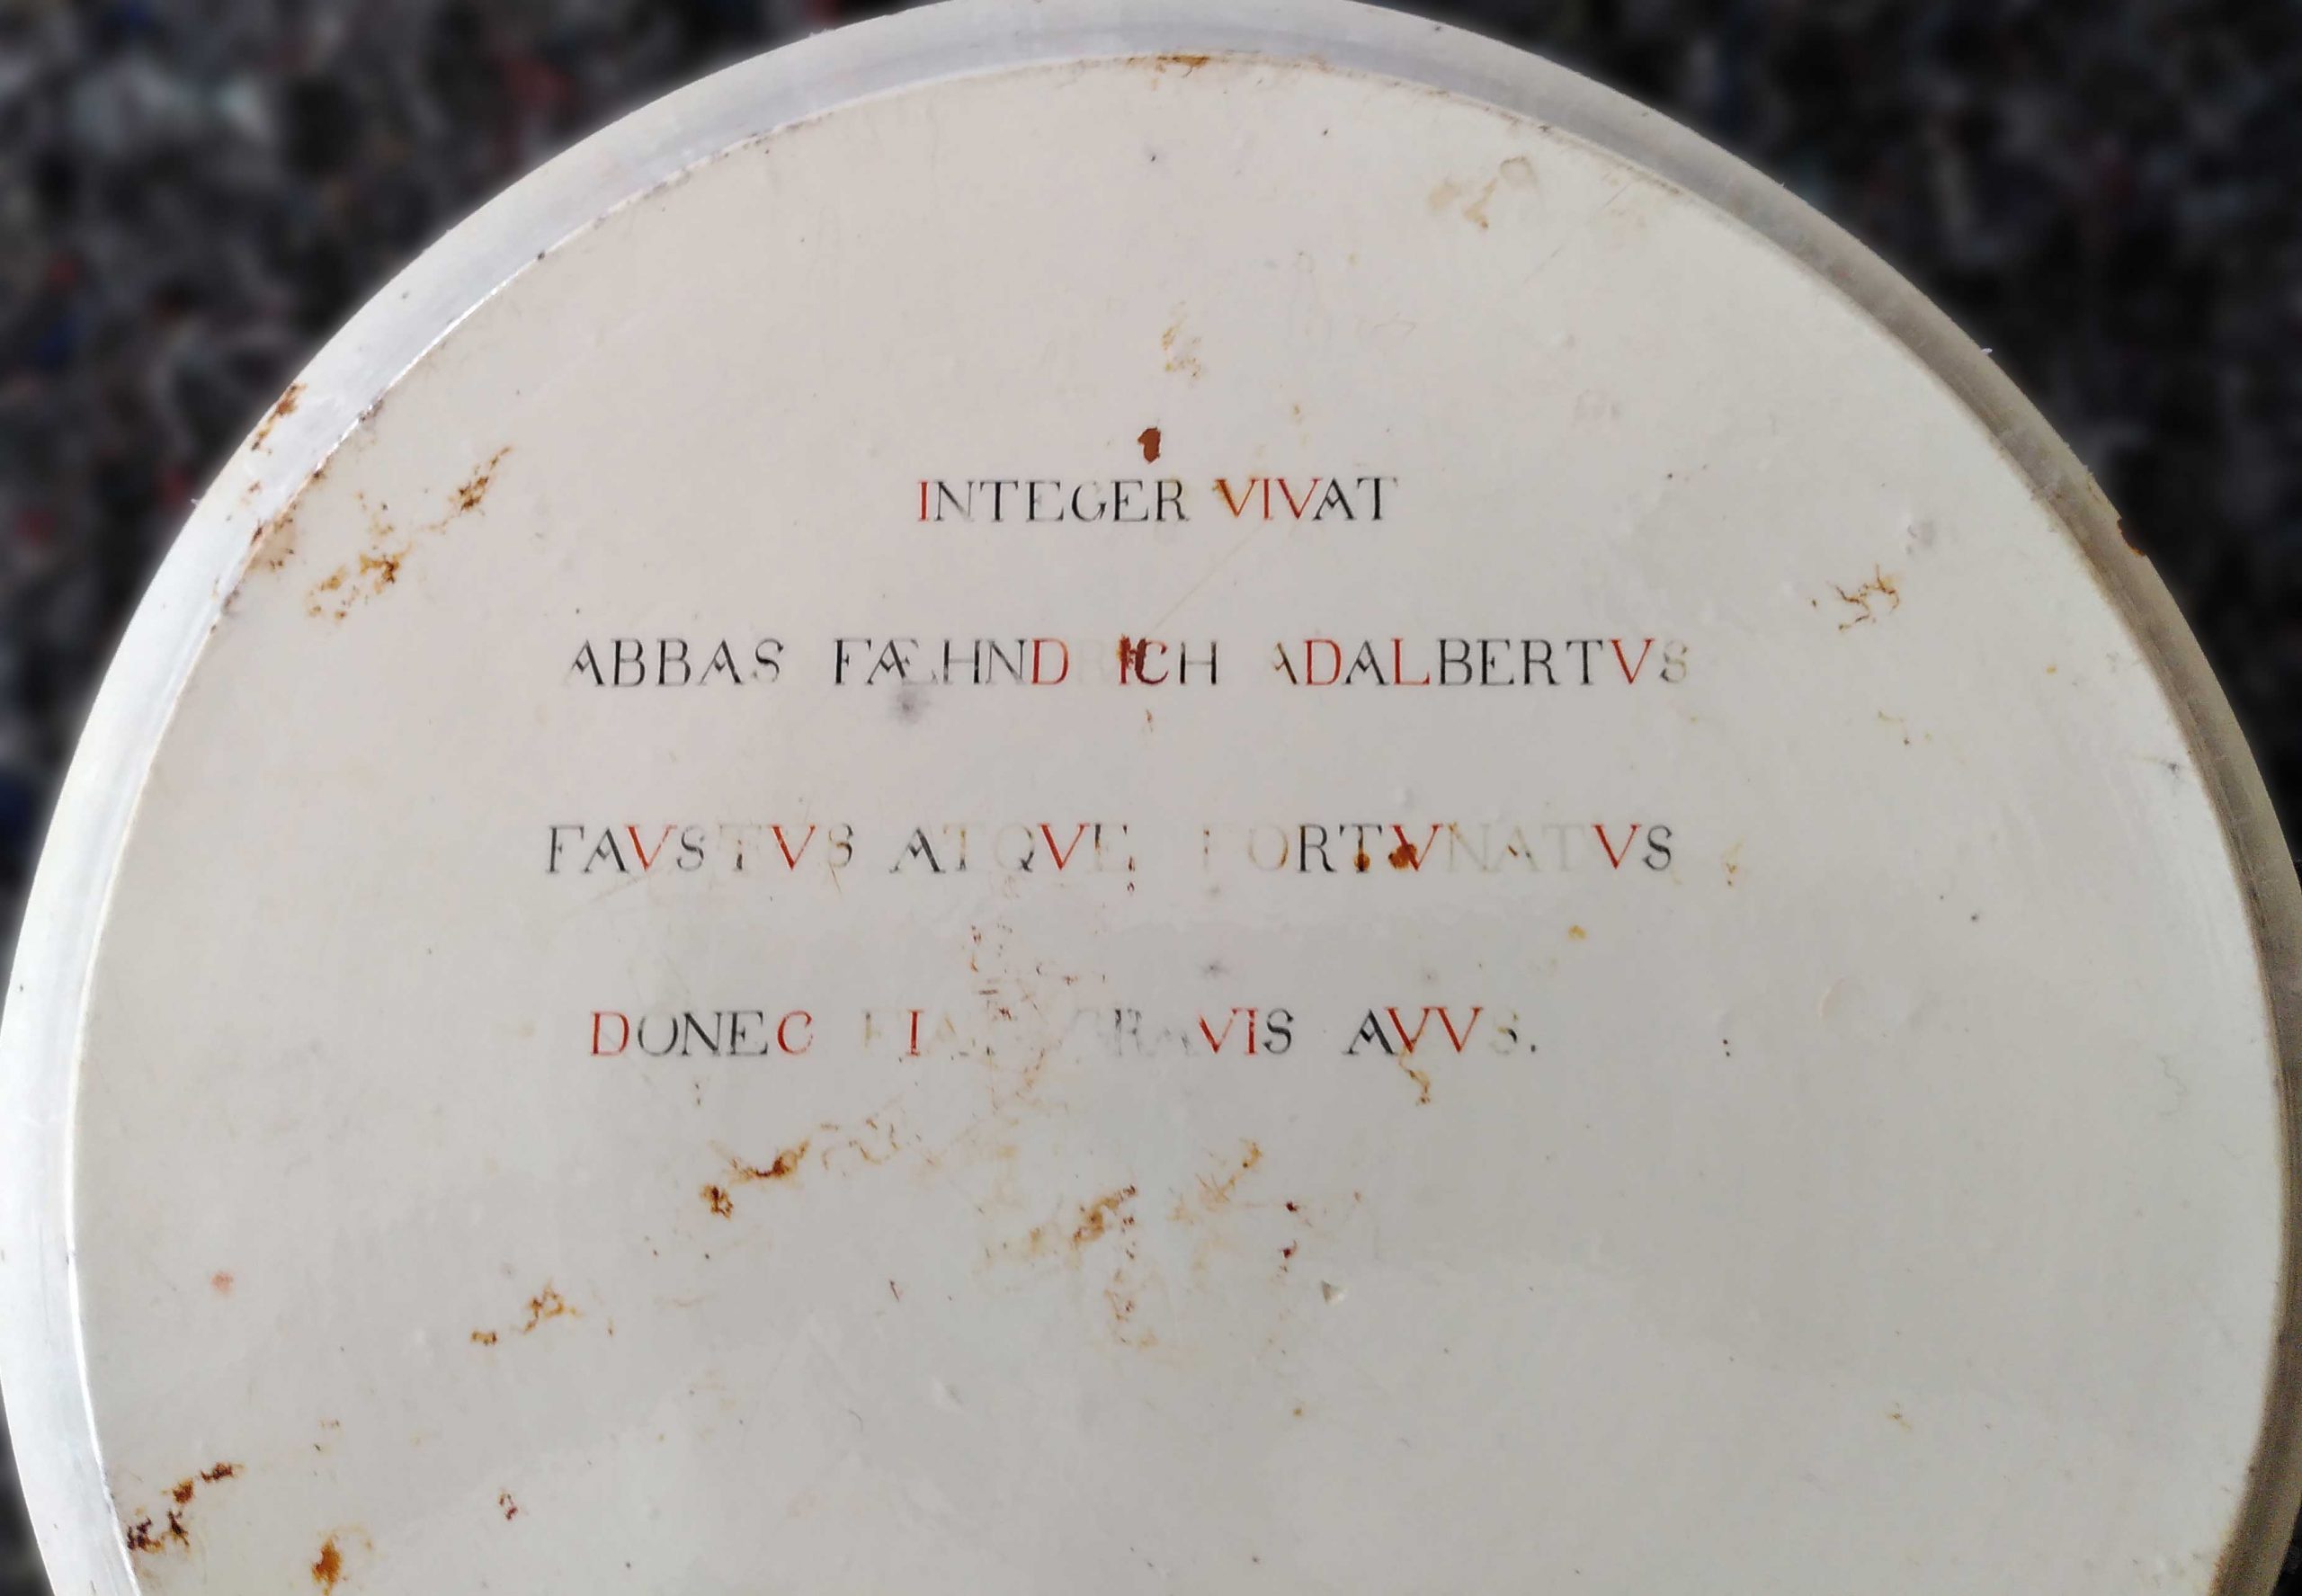 INTEGER VIVAT
ABBAS FÆHNDRICH ADALBERTVS
FAVSTVS ATQVE FORTVNATVS
DONEC AVVS.